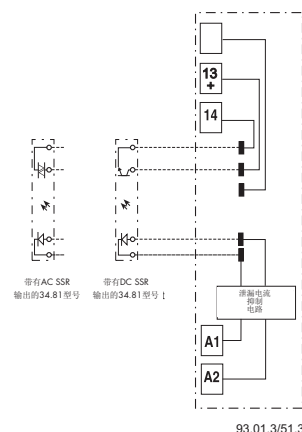 13
+
14
带有AC SSR
输出的34.81型号
带有DC SSR
输出的34.81型号
泄漏电流
抑制
电路
A1
A2
93.01.3/51.3